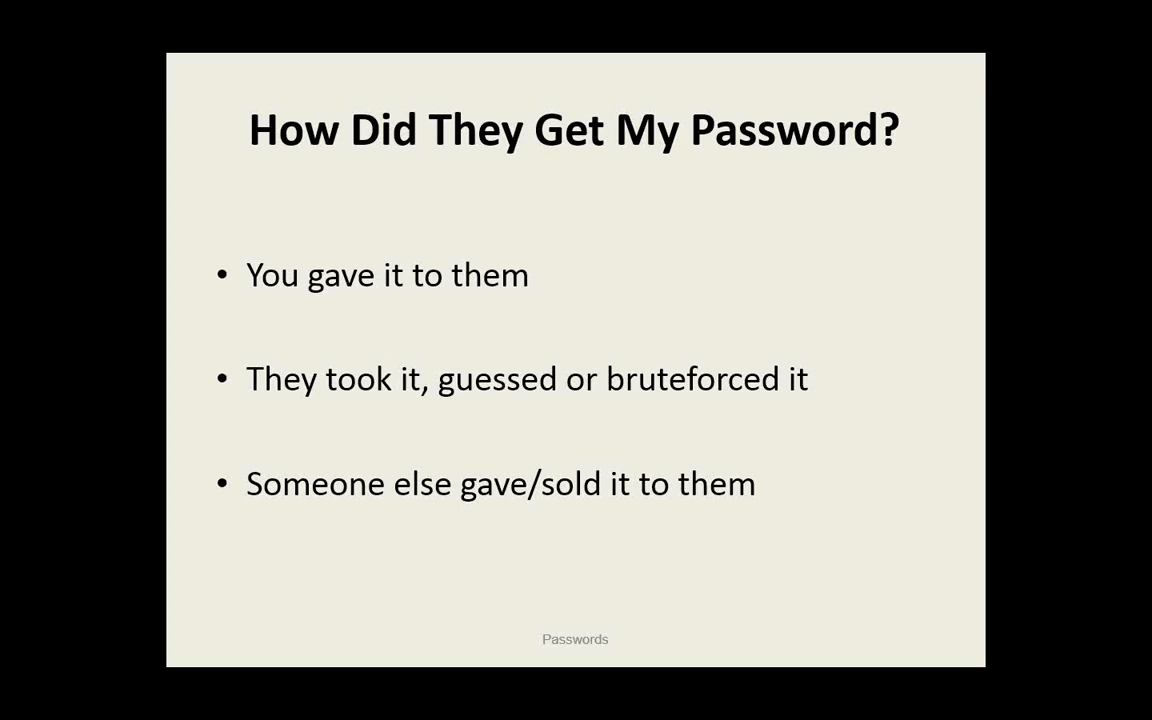 How Did They Get My Password?
• You gave it to them
• They took it, guessed or bruteforced it
• Someone else gave/sold it to them
Passwords